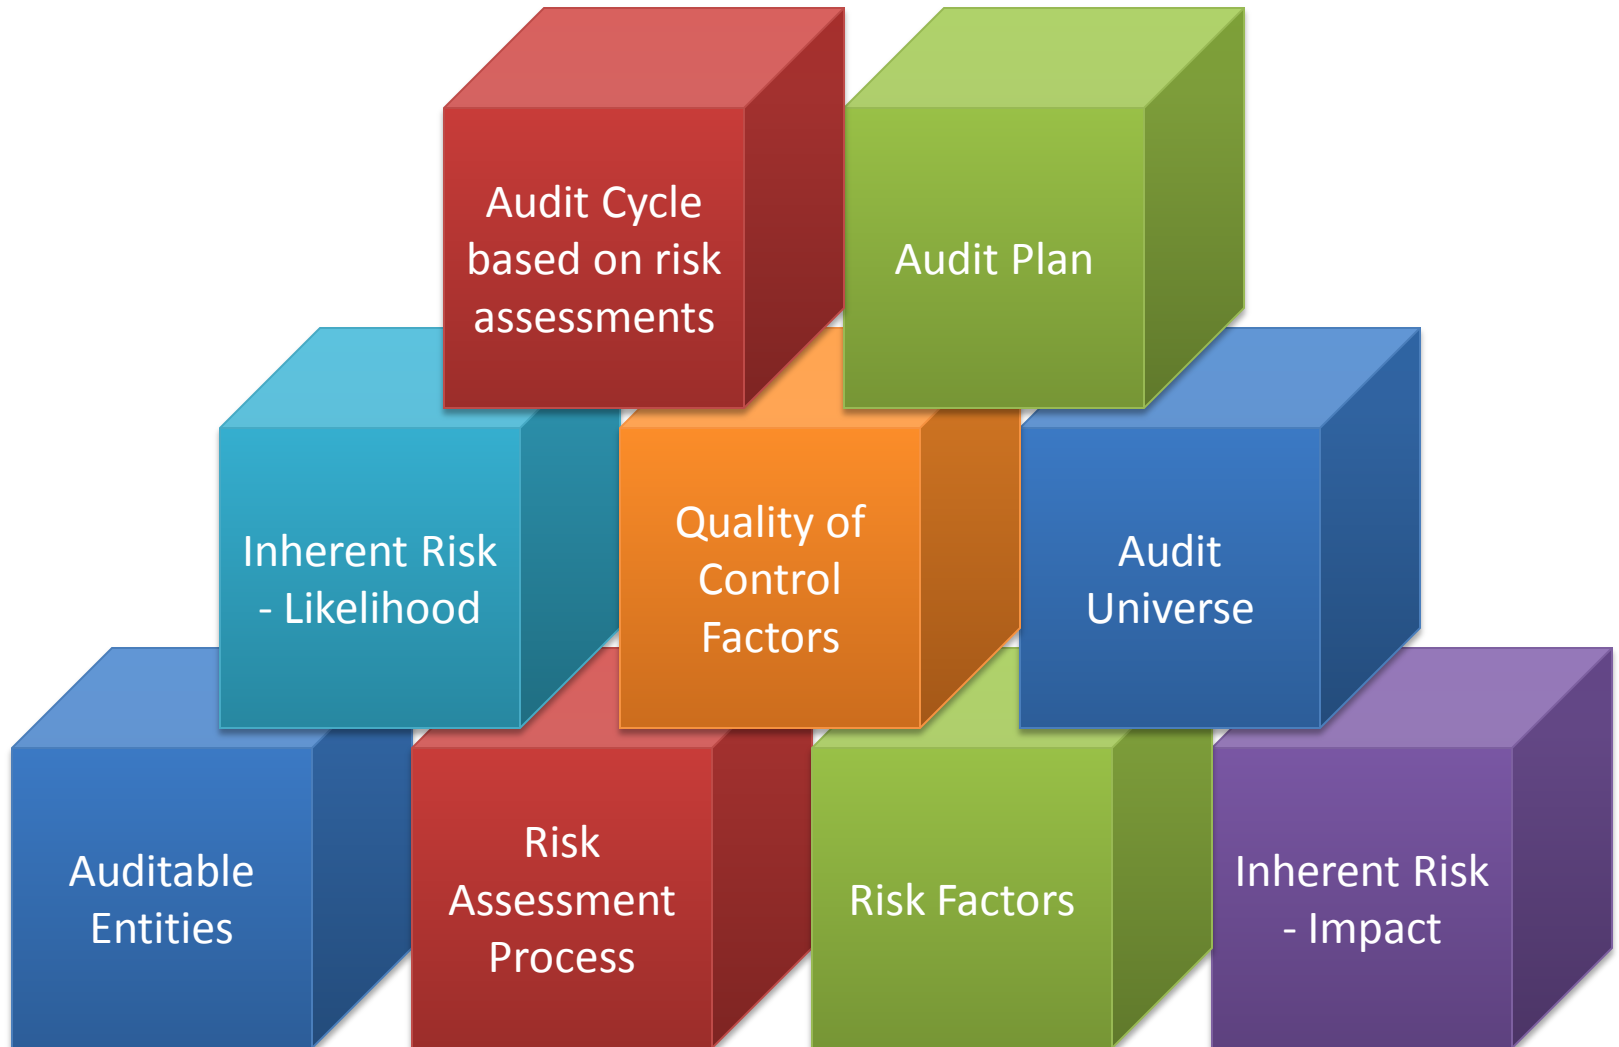 Audit Cycle
based on risk
assessments
Audit Plan
Inherent Risk
- Likelihood
Quality of
Control
Factors
Audit
Universe
Auditable
Entities
Risk
Assessment
Process
Risk Factors
Inherent Risk
- Impact